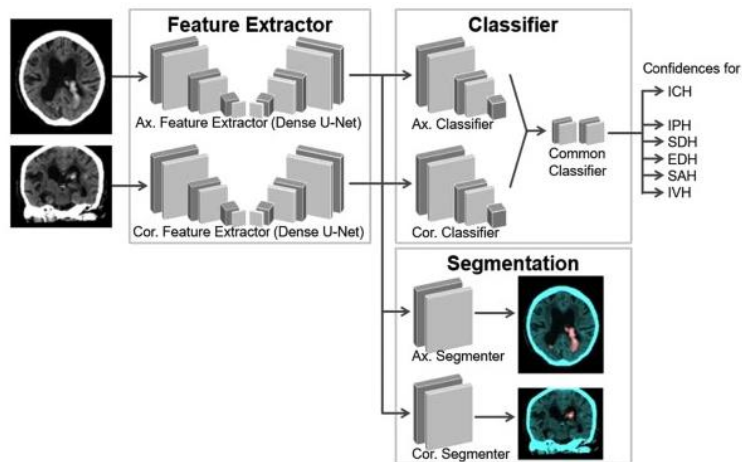 Feature Extractor
Ax. Feature Extractor (Dense U-Net)
Cor. Feature Extractor (Dense U-Net)
Classifier
Ax. Classifier
Cor. Classifier
Common
Classifier
Confidences for
ICH
IPH
SDH
EDH
SAH
IVH
Segmentation
Ax. Segmenter
Cor. Segmenter